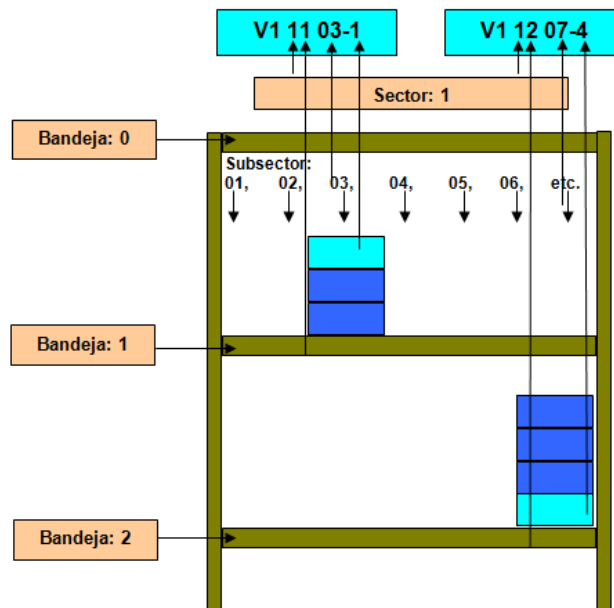 V1 11 03-1
V1 12 07-4
Sector: 1
Bandeja: 0
Subsector:
01, 02, 03, 04, 05, 06, etc.
Bandeja: 1
Bandeja: 2